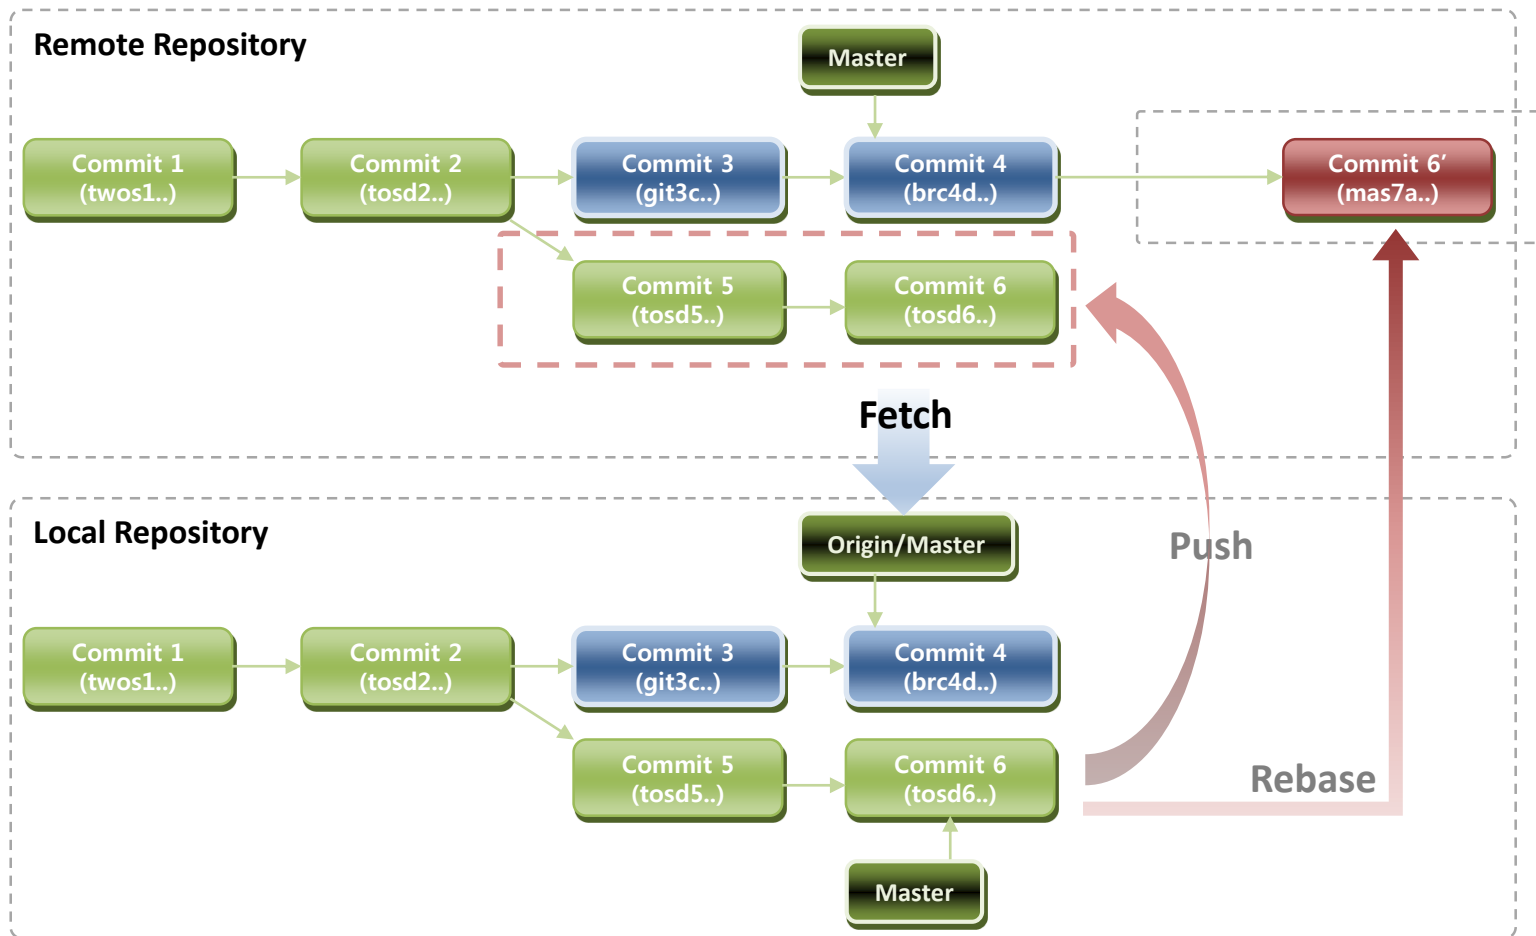 Remote Repository
Master
Commit 1
(twos1..)
Commit 2
(tosd2..)
Commit 3
(git3c..)
Commit 4
(brc4d..)
Commit 6’
(mas7a..)
Commit 5
(tosd5..)
Commit 6
(tosd6..)
Fetch
Local Repository
Origin/Master
Push
Commit 1
(twos1..)
Commit 2
(tosd2..)
Commit 3
(git3c..)
Commit 4
(brc4d..)
Commit 5
(tosd5..)
Commit 6
(tosd6..)
Rebase
Master